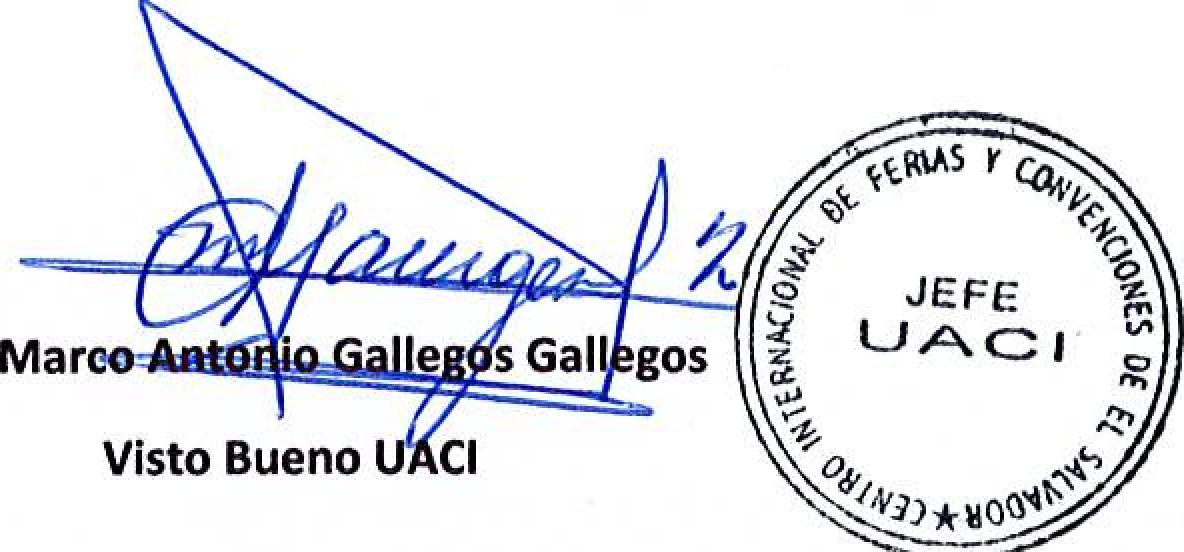 Marco Antonio Gallegos Gallegos
Visto Bueno UACI
CENTRO INTERNACIONAL DE FERIAS Y CONVENCIONES DE EL SALVADOR
JEFE
UACI